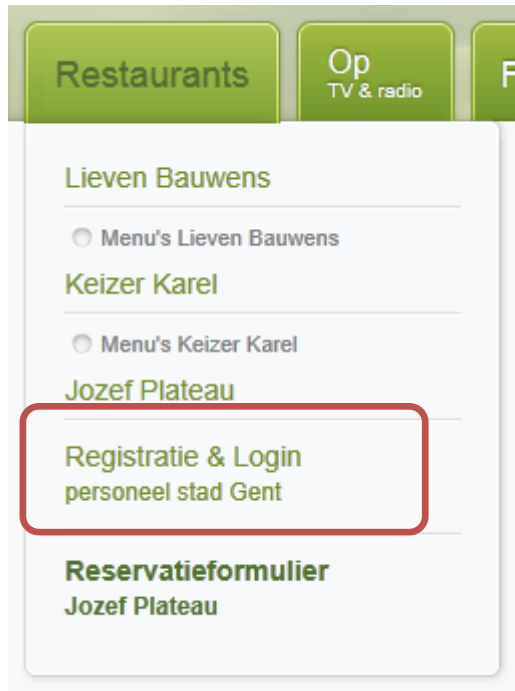 Restaurants
Op
TV & radio
F
Lieven Bauwens
Menu's Lieven Bauwens
Keizer Karel
Menu's Keizer Karel
Jozef Plateau
Registratie & Login
personeel stad Gent
Reservatieformulier
Jozef Plateau